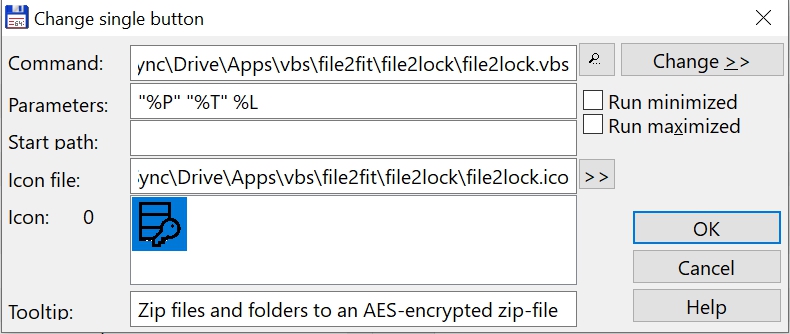 Change single button
Command: ync\Drive\Apps\vbs\file2fit\file2lock\file2lock.vbs Change >>
Parameters: "%P" "%T" %L Run minimized
Run maximized
Start path:
Icon file: ync\Drive\Apps\vbs\file2fit\file2lock\file2lock.ico >>
Icon: 0
OK
Cancel
Tooltip: Zip files and folders to an AES-encrypted zip-file Help